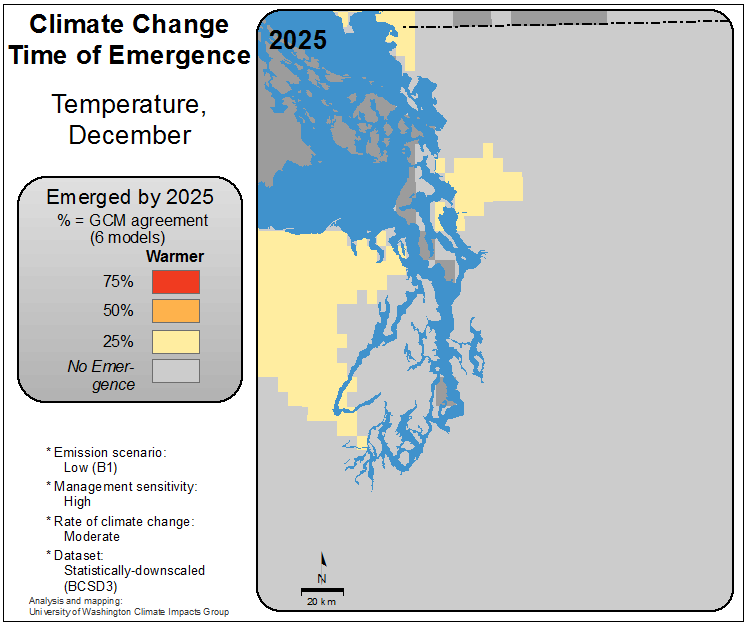 Climate Change
Time of Emergence
Temperature,
December
Emerged by 2025
% = GCM agreement
(6 models)
Warmer
75%
50%
25%
No Emer-
gence
* Emission scenario:
Low (B1)
* Management sensitivity:
High
* Rate of climate change:
Moderate
* Dataset:
Statistically-downscaled
(BCSD3)
Analysis and mapping:
University of Washington Climate Impacts Group
2025
N
20 km